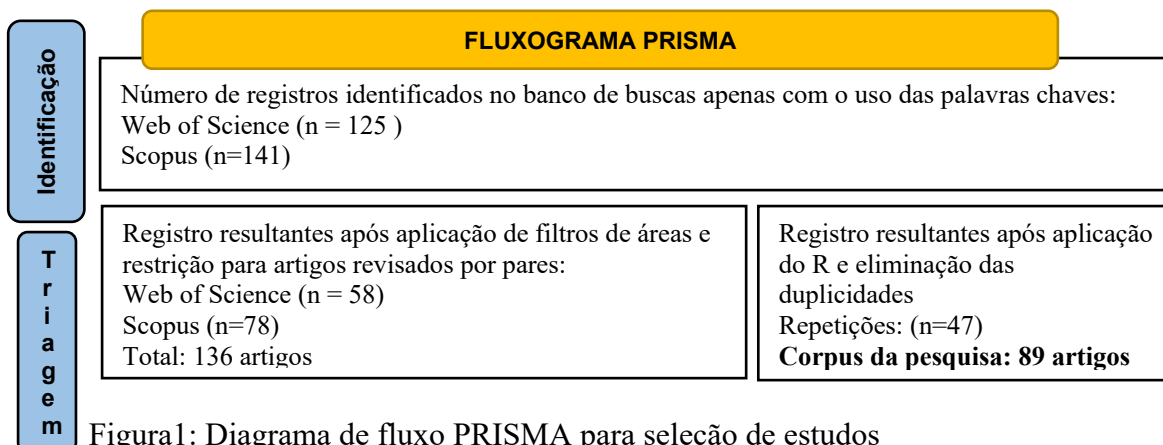 FLUXOGRAMA PRISMA
Identificação
Número de registros identificados no banco de buscas apenas com o uso das palavras chaves:
Web of Science (n = 125 )
Scopus (n=141)
Triagem
Registro resultantes após aplicação de filtros de áreas e
restrição para artigos revisados por pares:
Web of Science (n = 58)
Scopus (n=78)
Total: 136 artigos
Registro resultantes após aplicação
do R e eliminação das
duplicidades
Repetições: (n=47)
Corpus da pesquisa: 89 artigos
Figura1: Diagrama de fluxo PRISMA para seleção de estudos